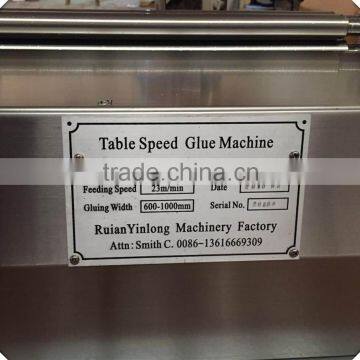 Table Speed Glue Machine
trade.china.cn
Feeding Speed 23m/min Date
Gluing Width 600-1000mm Serial No.
RuianYinlong Machinery Factory
Attn: Smith C. 0086-13616669309